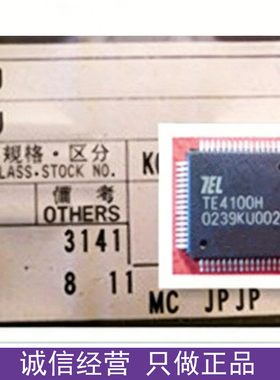 規格・区分
CLASS-STOCK NO.
備考
OTHERS
3141
8 11
MC JPJP
TEL
TE4100H
0239KU002
诚信经营 只做正品